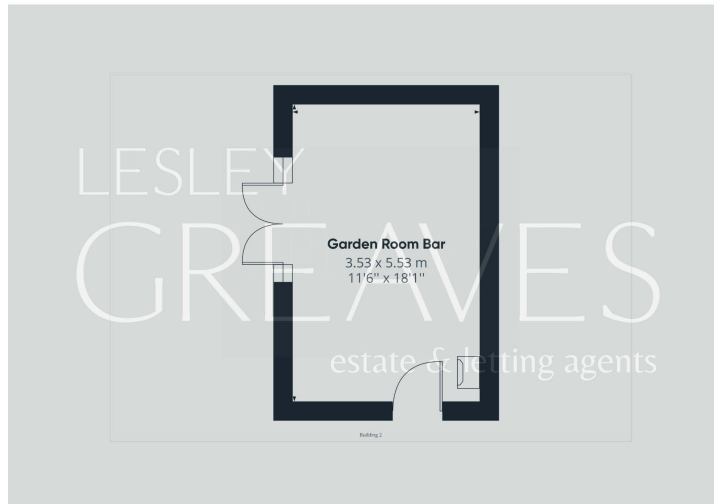 LESLEY
GREAVES
estate & letting agents
Garden Room Bar
3.53 x 5.53 m
11'6" x 18'1"
Building 2